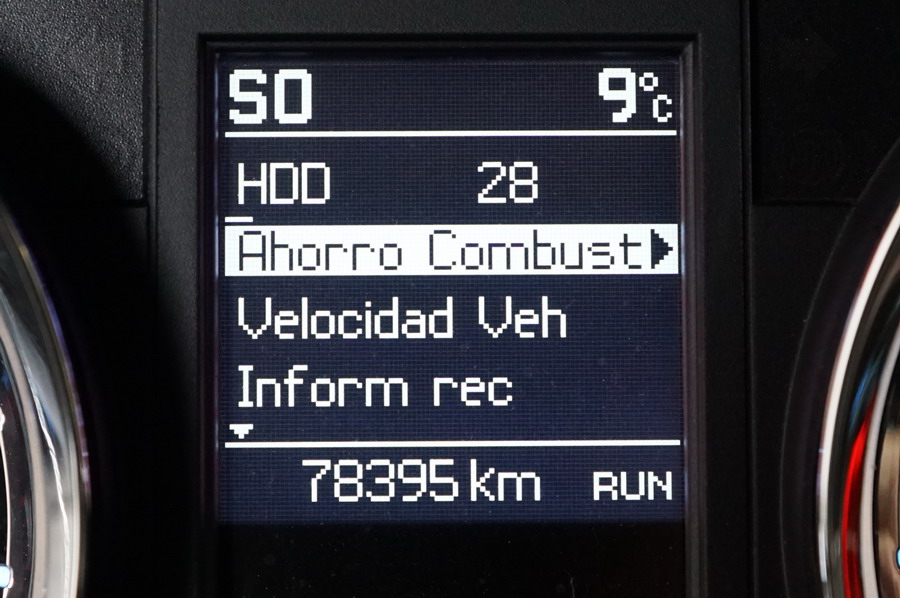 SO 9°C
HDD 28
Ahorro Combust
Velocidad Veh
Inform rec
78395 km RUN